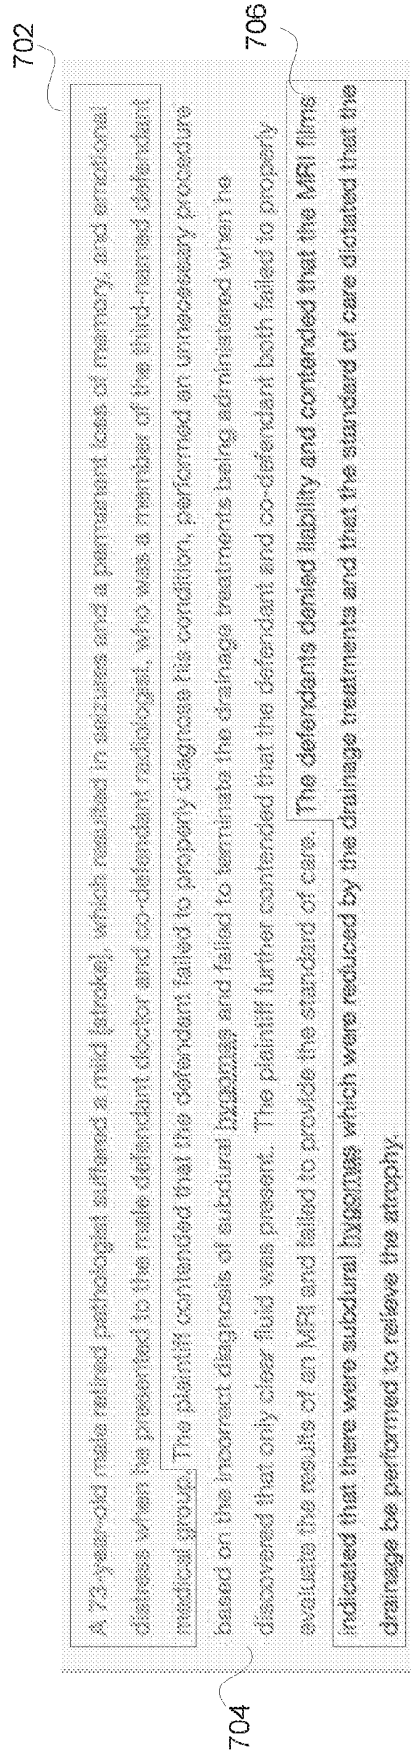 702
706
A 73-year-old male retired pathologist suffered a mild [stroke], which resulted in seizures and a permanent loss of memory, and emotional
distress when he presented to the male defendant doctor and co-defendant radiologist, who was a member of the third-named defendant
medical group. The plaintiff contended that the defendant failed to properly diagnose his condition, performed an unnecessary procedure
based on the incorrect diagnosis of subdural hygomas and failed to terminate the drainage treatments being administered when he
discovered that only clear fluid was present. The plaintiff further contended that the defendant and co-defendant both failed to properly
evaluate the results of an MRI and failed to provide the standard of care. The defendants denied liability and contended that the MRI films
indicated that there were subdural hygomas which were reduced by the drainage treatments and that the standard of care dictated that the
drainage be performed to relieve the atrophy.
704